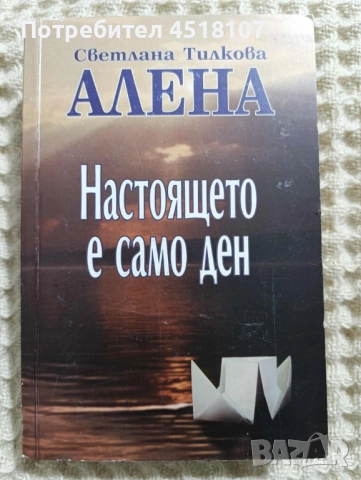 Потребител 4518107
Светлана Тилкова
АЛЕНА
Настоящето
е само ден
BAZAR